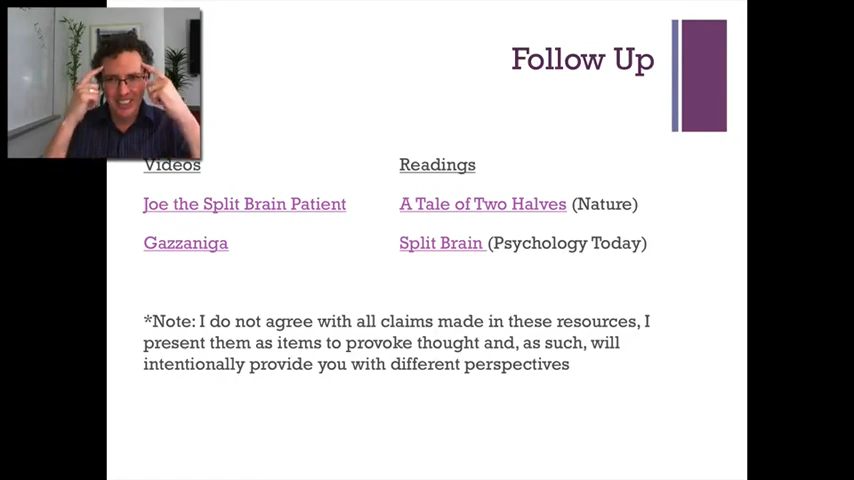 Follow Up
Videos
Joe the Split Brain Patient
Gazzaniga
Readings
A Tale of Two Halves (Nature)
Split Brain (Psychology Today)
*Note: I do not agree with all claims made in these resources, I
present them as items to provoke thought and, as such, will
intentionally provide you with different perspectives